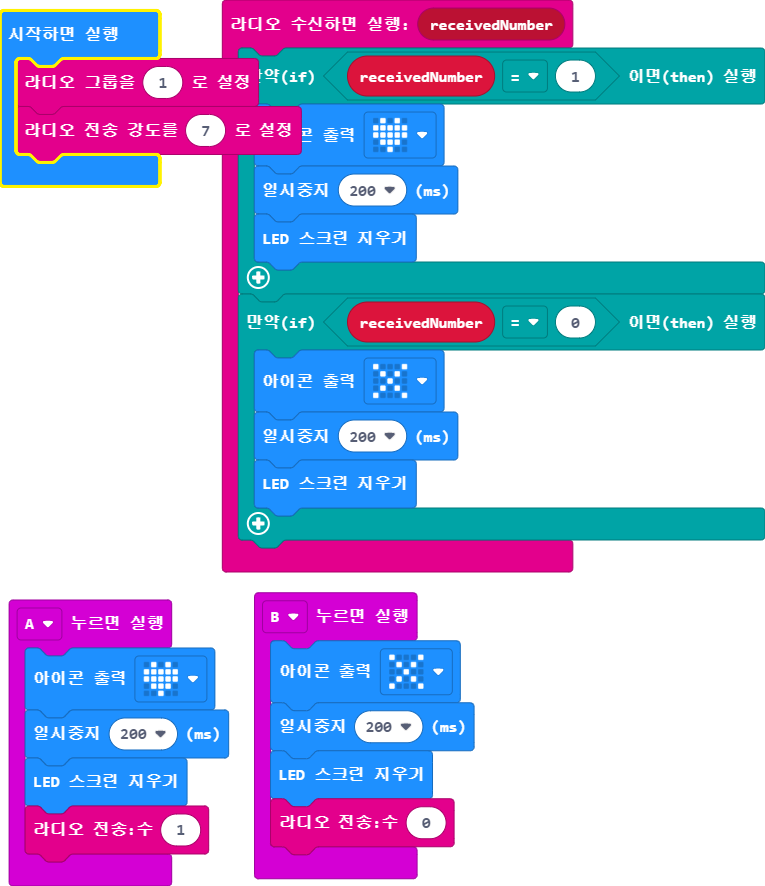 시작하면 실행
라디오 그룹을 1 로 설정
라디오 전송 강도를 7 로 설정
라디오 수신하면 실행: receivedNumber
만약(if) receivedNumber = 1 이면(then) 실행
출력
일시중지 200 (ms)
LED 스크린 지우기
만약(if) receivedNumber = 0 이면(then) 실행
아이콘 출력
일시중지 200 (ms)
LED 스크린 지우기
A 누르면 실행
아이콘 출력
일시중지 200 (ms)
LED 스크린 지우기
라디오 전송:수 1
B 누르면 실행
아이콘 출력
일시중지 200 (ms)
LED 스크린 지우기
라디오 전송:수 0